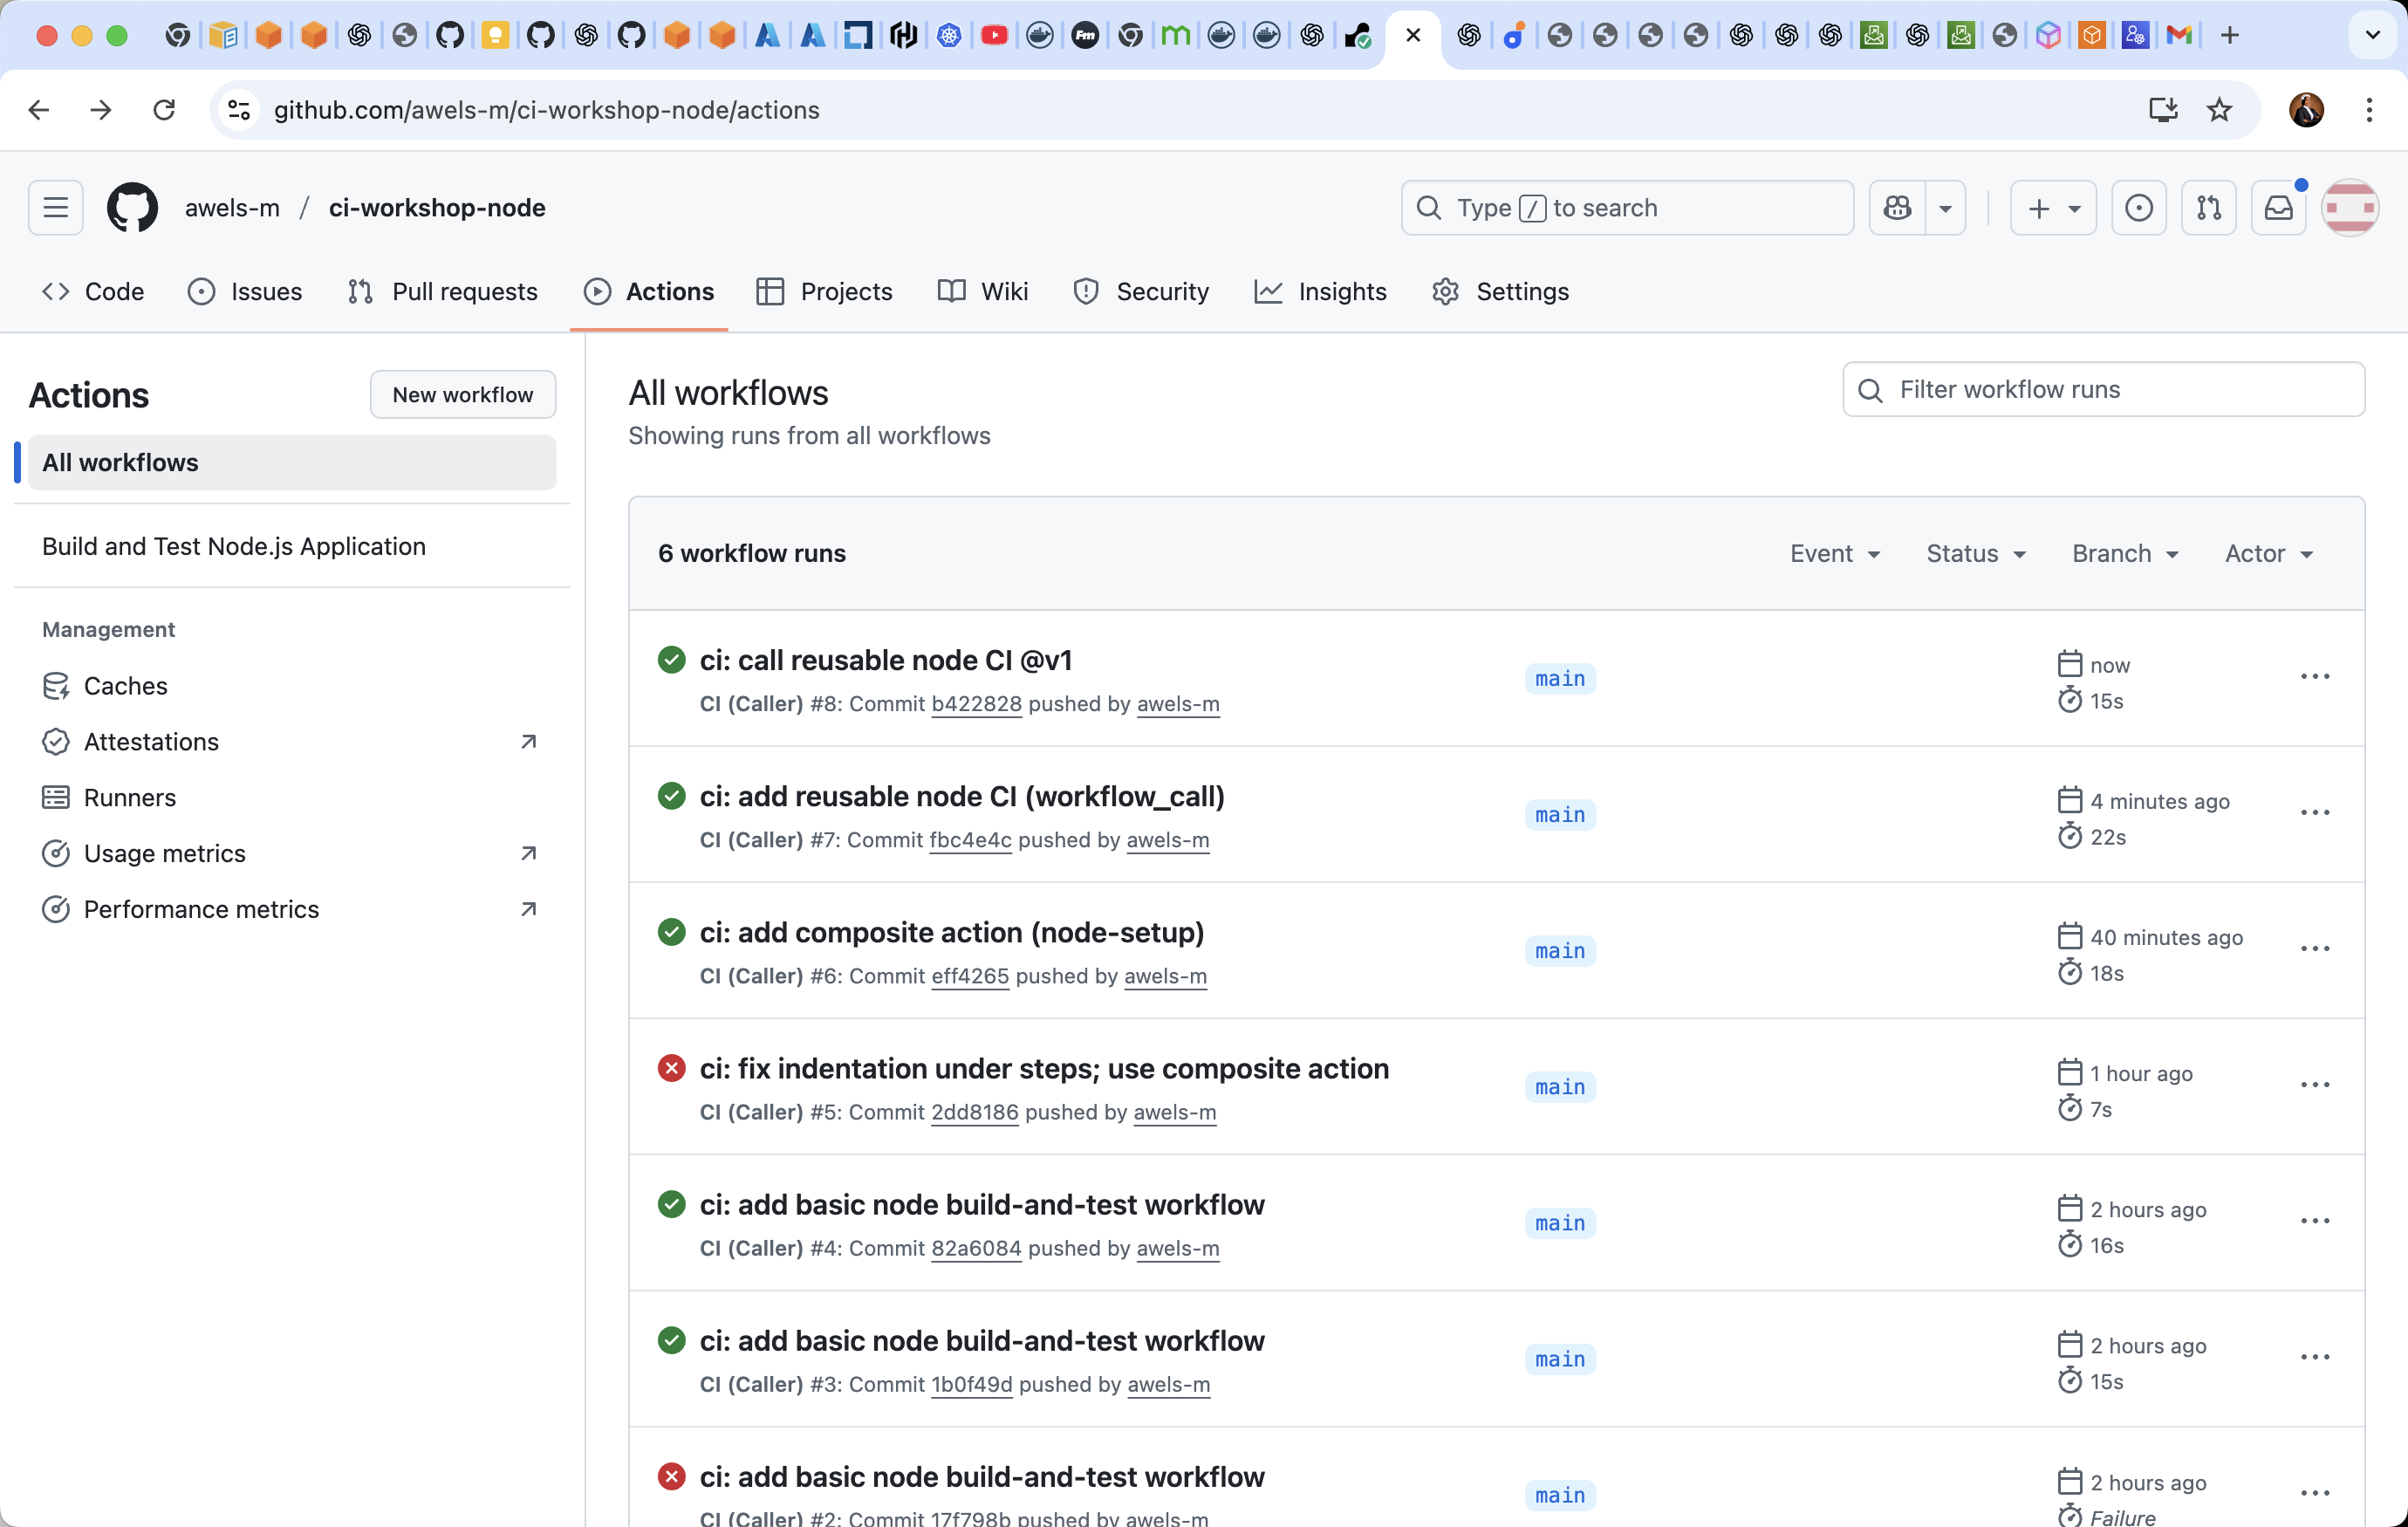 Fm
github.com/awels-m/ci-workshop-node/actions
awels-m / ci-workshop-node
Type / to search
Code
Issues
Pull requests
Actions
Projects
Wiki
Security
Insights
Settings
Actions
New workflow
All workflows
Build and Test Node.js Application
Management
Caches
Attestations
Runners
Usage metrics
Performance metrics
All workflows
Showing runs from all workflows
Filter workflow runs
6 workflow runs
Event
Status
Branch
Actor
ci: call reusable node CI @v1
CI (Caller) #8: Commit b422828 pushed by awels-m
main
now
15s
ci: add reusable node CI (workflow_call)
CI (Caller) #7: Commit fbc4e4c pushed by awels-m
main
4 minutes ago
22s
ci: add composite action (node-setup)
CI (Caller) #6: Commit eff4265 pushed by awels-m
main
40 minutes ago
18s
ci: fix indentation under steps; use composite action
CI (Caller) #5: Commit 2dd8186 pushed by awels-m
main
1 hour ago
7s
ci: add basic node build-and-test workflow
CI (Caller) #4: Commit 82a6084 pushed by awels-m
main
2 hours ago
16s
ci: add basic node build-and-test workflow
CI (Caller) #3: Commit 1b0f49d pushed by awels-m
main
2 hours ago
15s
ci: add basic node build-and-test workflow
CI (Caller) #2: Commit 17f798b pushed by awels-m
main
2 hours ago
Failure